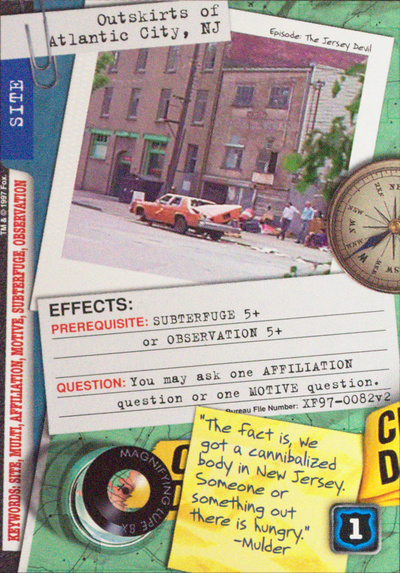 Outskirts of
Atlantic City, NJ
Episode: The Jersey Devil
SITE
TM & © 1997 Fox.
KEYWORDS: SITE, MULTI, AFFILIATION, MOTIVE, SUBTERFUGE, OBSERVATION
EFFECTS:
PREREQUISITE: SUBTERFUGE 5+
or OBSERVATION 5+
QUESTION: You may ask one AFFILIATION
question or one MOTIVE question.
Bureau File Number: XF97-0082v2
MAGNIFYING LUPE 8X
"The fact is, we
got a cannibalized
body in New Jersey.
Someone or
something out
there is hungry."
-Mulder
1